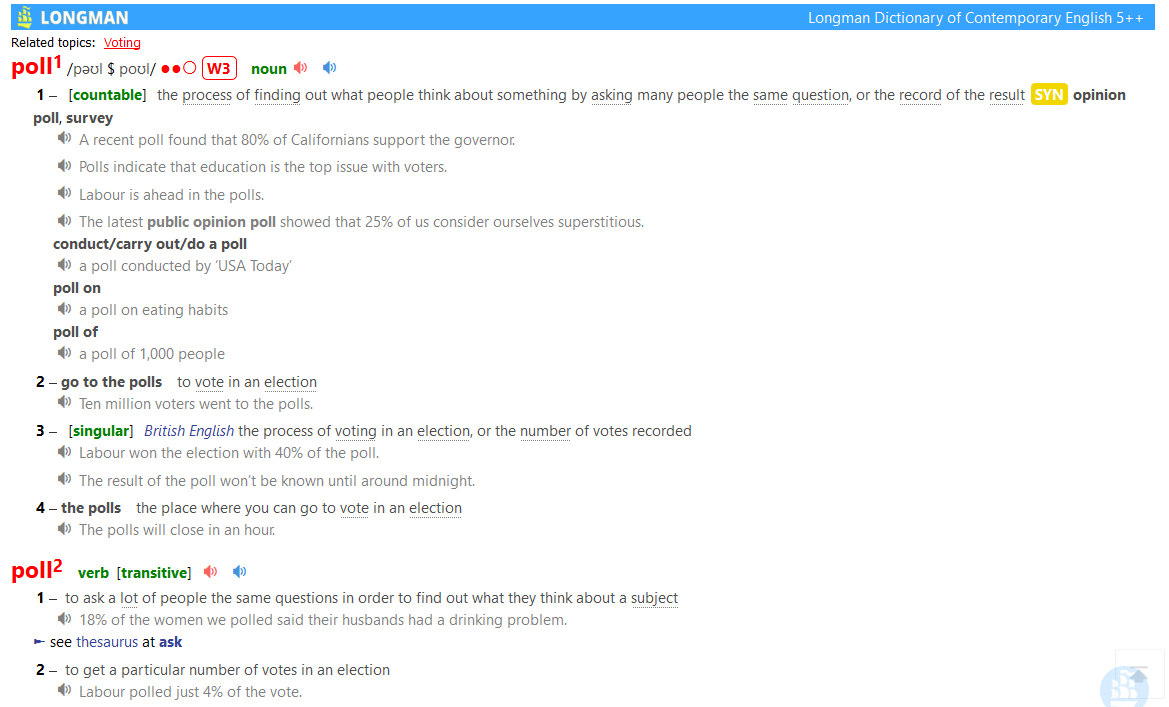 LONGMAN Longman Dictionary of Contemporary English 5++
Related topics: Voting
poll1 /pəʊl $ poʊl/ ●●○ W3 noun
1 – [countable] the process of finding out what people think about something by asking many people the same question, or the record of the result SYN opinion
poll, survey
A recent poll found that 80% of Californians support the governor.
Polls indicate that education is the top issue with voters.
Labour is ahead in the polls.
The latest public opinion poll showed that 25% of us consider ourselves superstitious.
conduct/carry out/do a poll
a poll conducted by ‘USA Today’
poll on
a poll on eating habits
poll of
a poll of 1,000 people
2 – go to the polls to vote in an election
Ten million voters went to the polls.
3 – [singular] British English the process of voting in an election, or the number of votes recorded
Labour won the election with 40% of the poll.
The result of the poll won’t be known until around midnight.
4 – the polls the place where you can go to vote in an election
The polls will close in an hour.
poll2 verb [transitive]
1 – to ask a lot of people the same questions in order to find out what they think about a subject
18% of the women we polled said their husbands had a drinking problem.
► see thesaurus at ask
2 – to get a particular number of votes in an election
Labour polled just 4% of the vote.